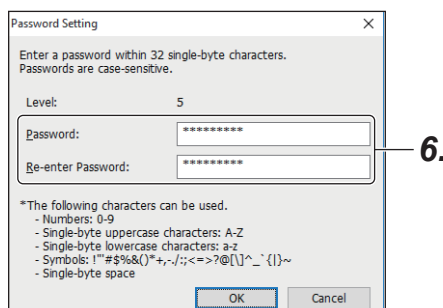 Password Setting
Enter a password within 32 single-byte characters.
Passwords are case-sensitive.
Level: 5
Password: *********
Re-enter Password: *********
6.
*The following characters can be used.
- Numbers: 0-9
- Single-byte uppercase characters: A-Z
- Single-byte lowercase characters: a-z
- Symbols: !"'#$%&()*+,-./:;<=>?@[\]^_`{|}~
- Single-byte space
OK Cancel